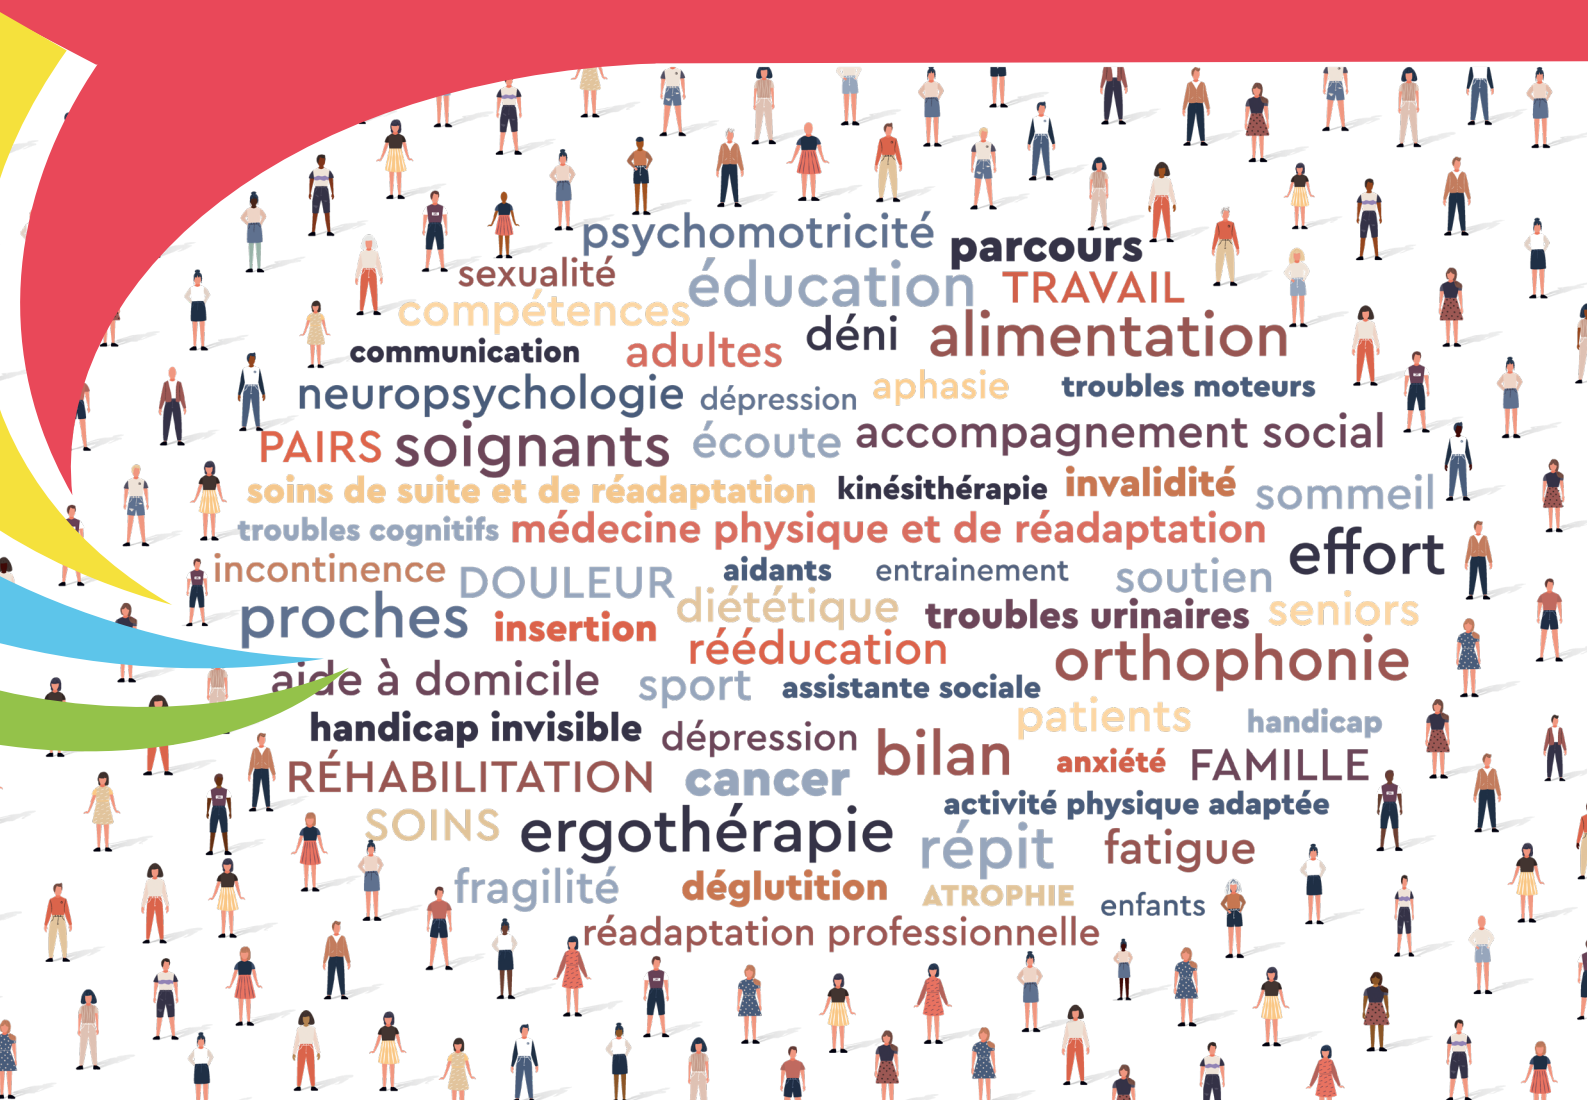 psychomotricité parcours
sexualité éducation TRAVAIL
compétences déni alimentation
communication adultes
neuropsychologie dépression aphasie troubles moteurs
PAIRS soignants écoute accompagnement social
soins de suite et de réadaptation kinésithérapie invalidité sommeil
troubles cognitifs médecine physique et de réadaptation effort
incontinence DOULEUR aidants entrainement soutien
proches insertion diététique troubles urinaires seniors
rééducation orthophonie
aide à domicile sport assistante sociale
handicap invisible dépression patients handicap
RÉHABILITATION cancer bilan anxiété FAMILLE
SOINS ergothérapie activité physique adaptée
répit fatigue
fragilité déglutition ATROPHIE enfants
réadaptation professionnelle